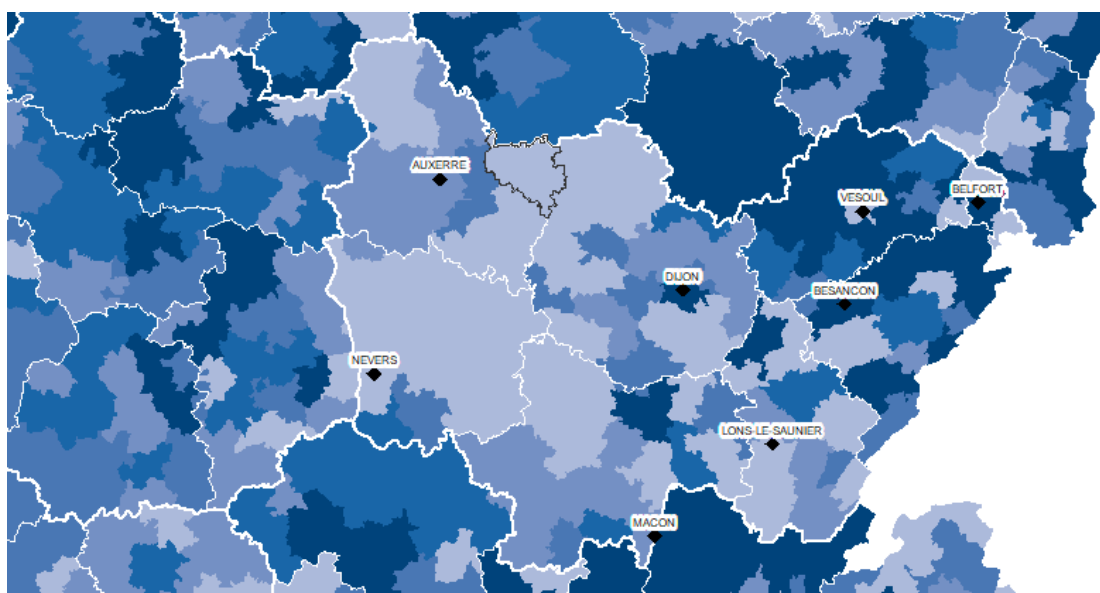 AUXERRE
BELFORT
VESOUL
DIJON
BESANCON
NEVERS
LONS-LE-SAUNIER
MACON